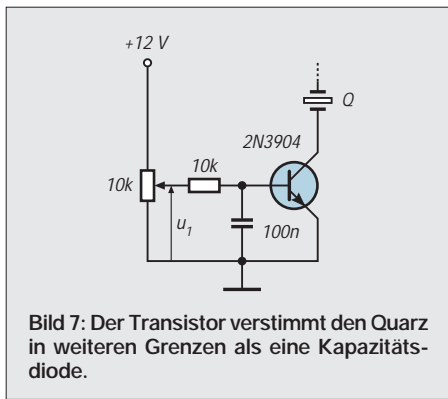 +12 V
Q
2N3904
10k
10k
u1
100n
Bild 7: Der Transistor verstimmt den Quarz
in weiteren Grenzen als eine Kapazitäts-
diode.